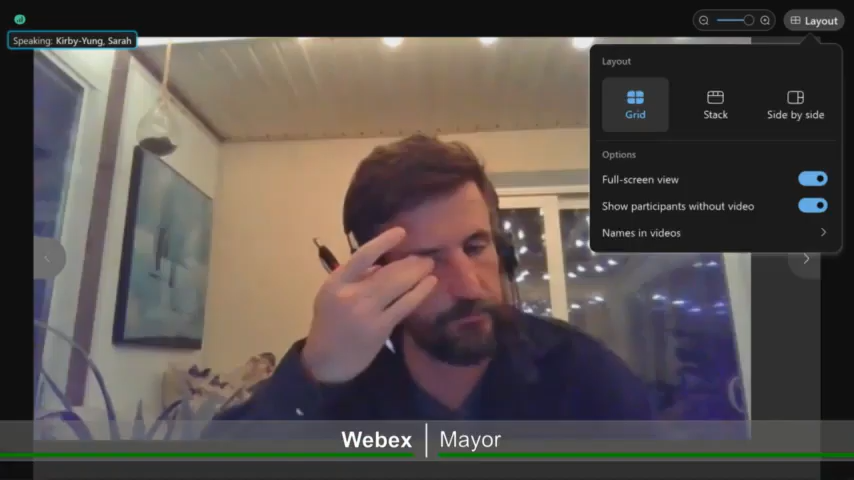 Layout
Speaking: Kirby-Yung, Sarah
Layout
Grid
Stack
Side by side
Options
Full-screen view
Show participants without video
Names in videos
Webex | Mayor